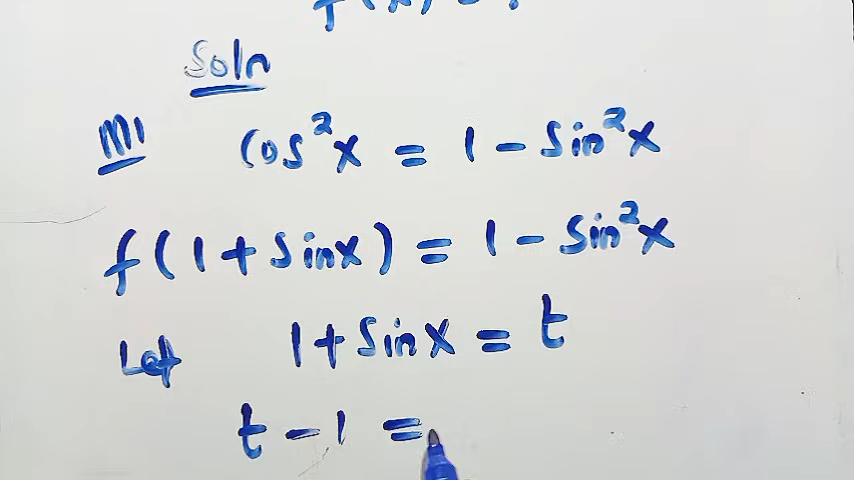 f(x) = ?
Soln
M1 cos²x = 1 - sin²x
f(1 + sinx) = 1 - sin²x
Let 1 + sinx = t
t - 1 =